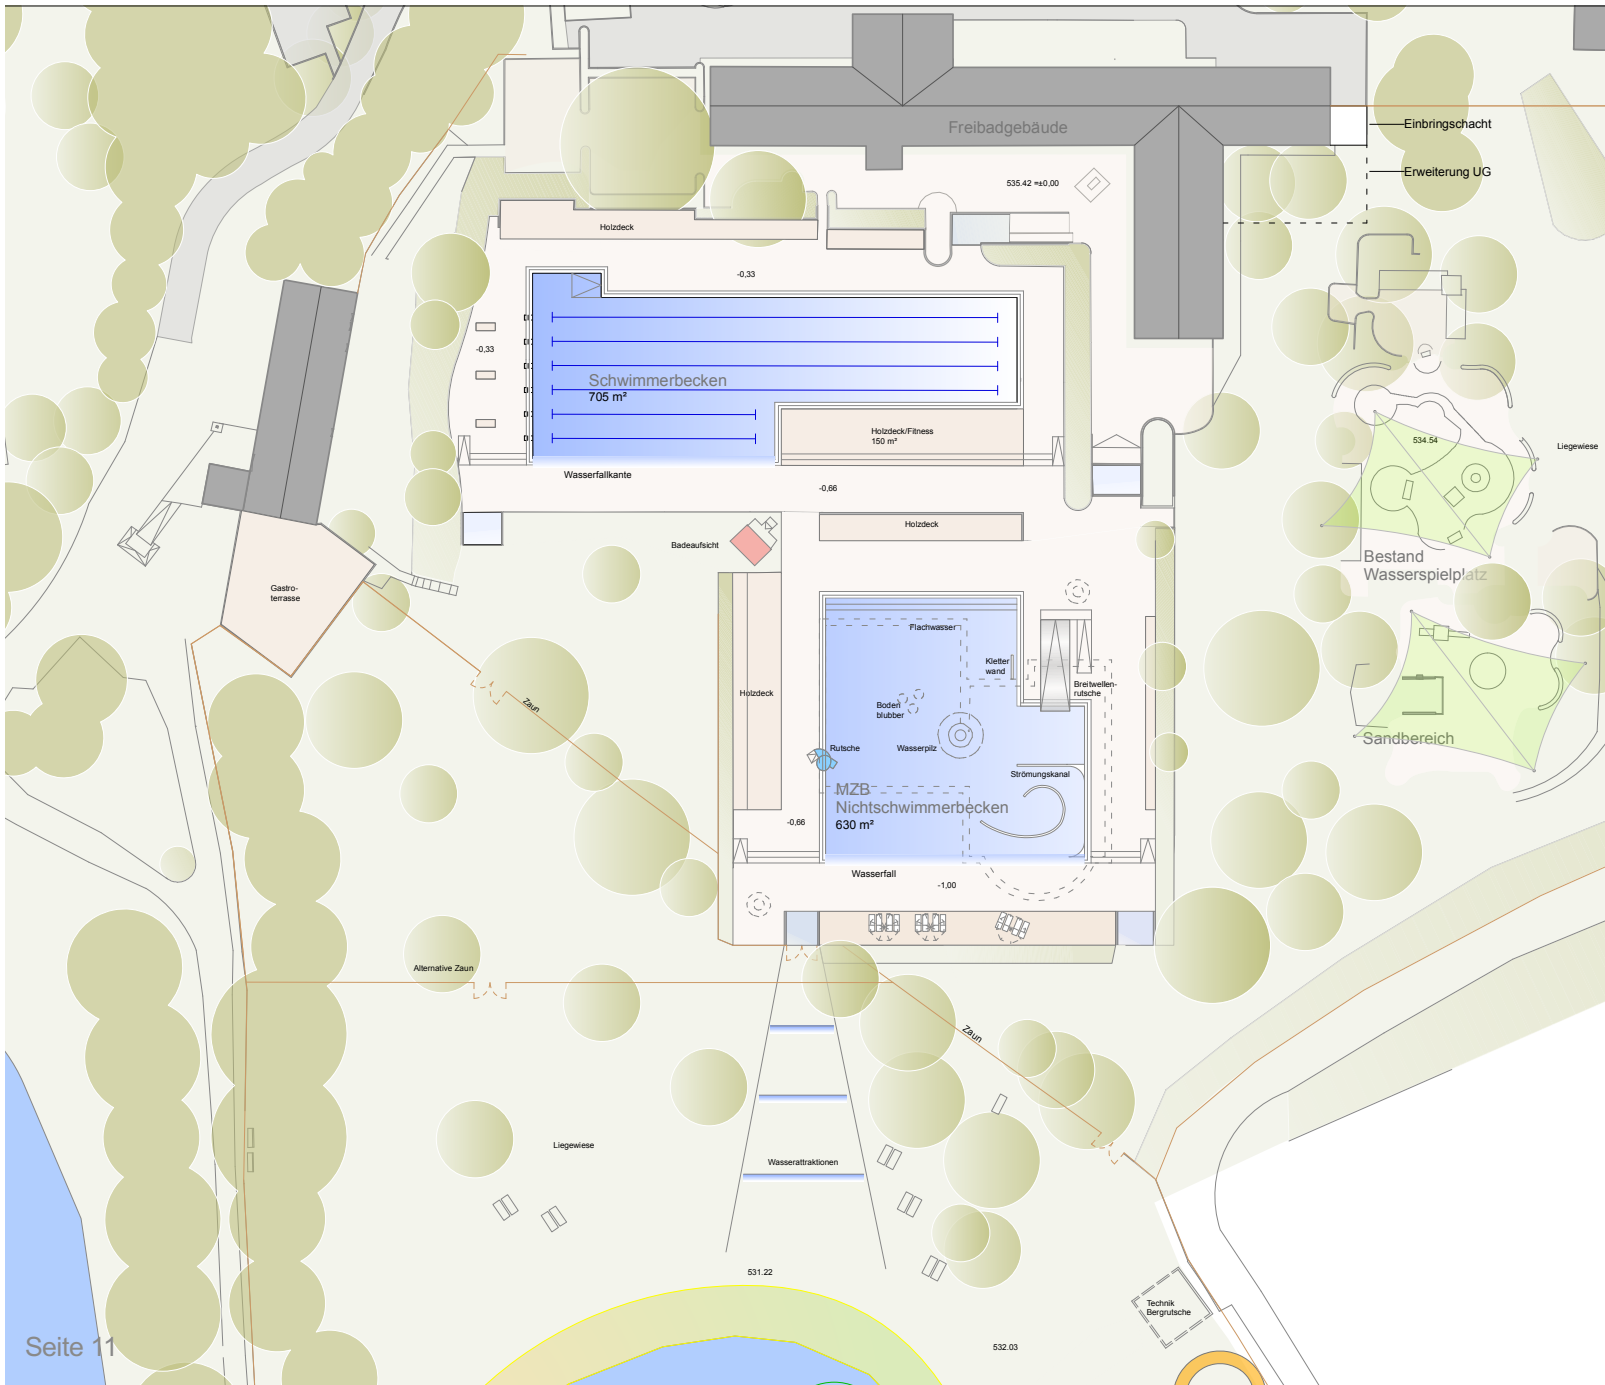 Freibadgebäude
Einbringschacht
Erweiterung UG
535.42 =±0,00
Holzdeck
-0,33
-0,33
Schwimmerbecken
705 m²
Holzdeck/Fitness
150 m²
534.54
Liegewiese
Wasserfallkante
-0,66
Holzdeck
Badeaufsicht
Bestand
Wasserspielplatz
Gastro-
terrasse
Flachwasser
Kletter
wand
Breitwellen-
rutsche
Holzdeck
Zaun
Boden
blubber
Rutsche
Wasserpilz
Sandbereich
Strömungskanal
MZB
Nichtschwimmerbecken
630 m²
-0,66
Wasserfall
-1,00
Alternative Zaun
Zaun
Liegewiese
Wasserattraktionen
531.22
Technik
Bergrutsche
532.03
Seite 11